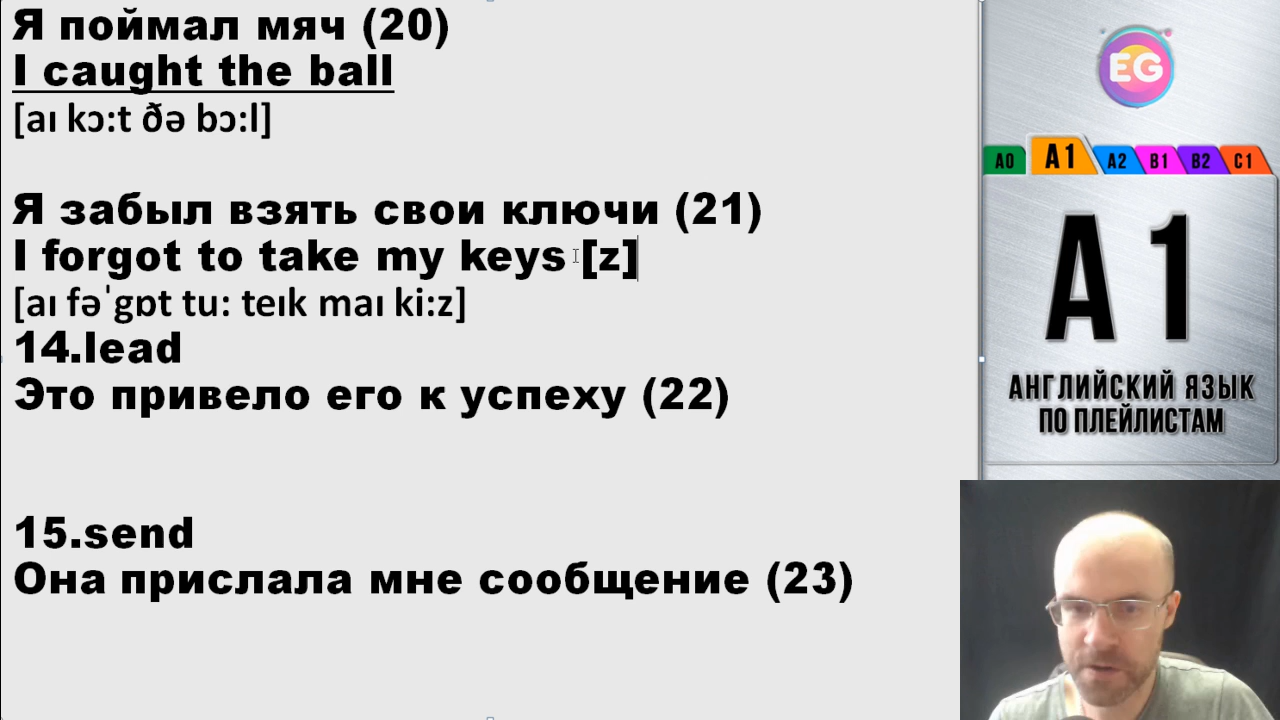 Я поймал мяч (20)
I caught the ball
[aɪ kɔ:t ðə bɔ:l]
Я забыл взять свои ключи (21)
I forgot to take my keys [z]
[aɪ fəˈgɒt tu: teɪk maɪ ki:z]
14.lead
Это привело его к успеху (22)
15.send
Она прислала мне сообщение (23)
EG
A0 A1 A2 B1 B2 C1
A 1
АНГЛИЙСКИЙ ЯЗЫК
ПО ПЛЕЙЛИСТАМ